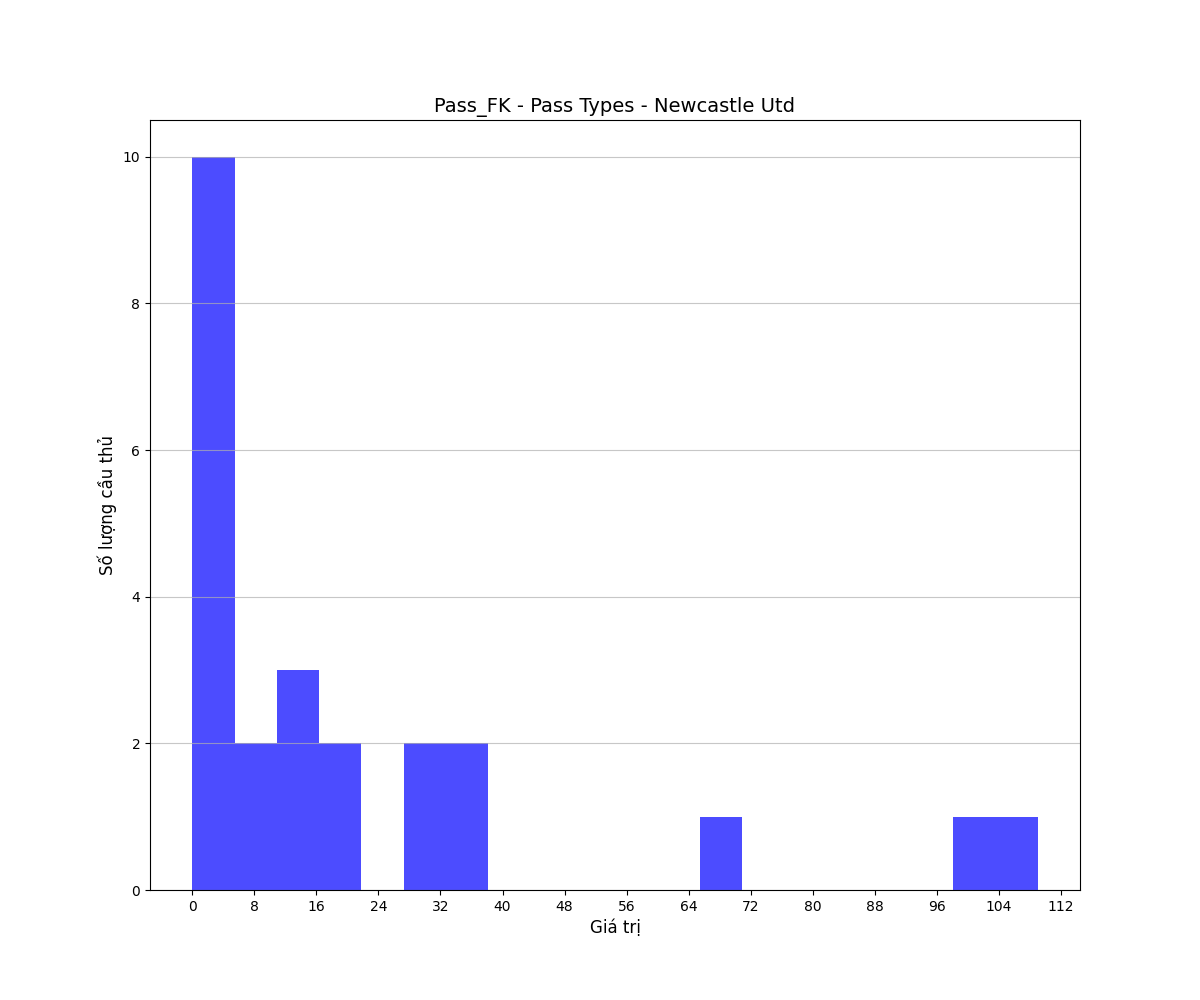 Pass_FK - Pass Types - Newcastle Utd
10
8
6
4
2
0
Số lượng cầu thủ
0 8 16 24 32 40 48 56 64 72 80 88 96 104 112
Giá trị